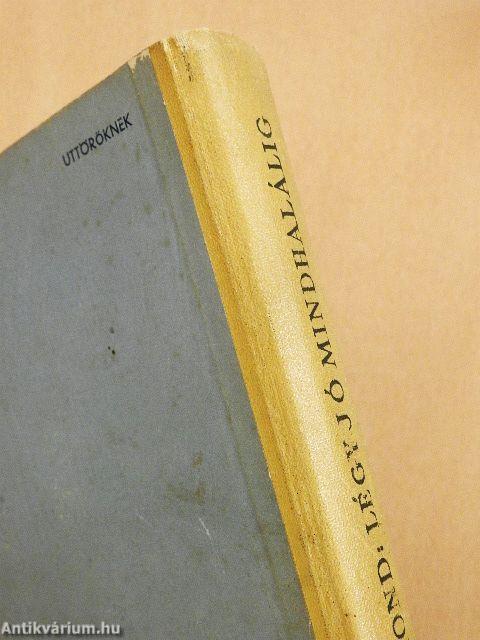 UTTÖRŐKNEK
OND: LÉGY JÓ MINDHALÁLIG
Antikvárium.hu